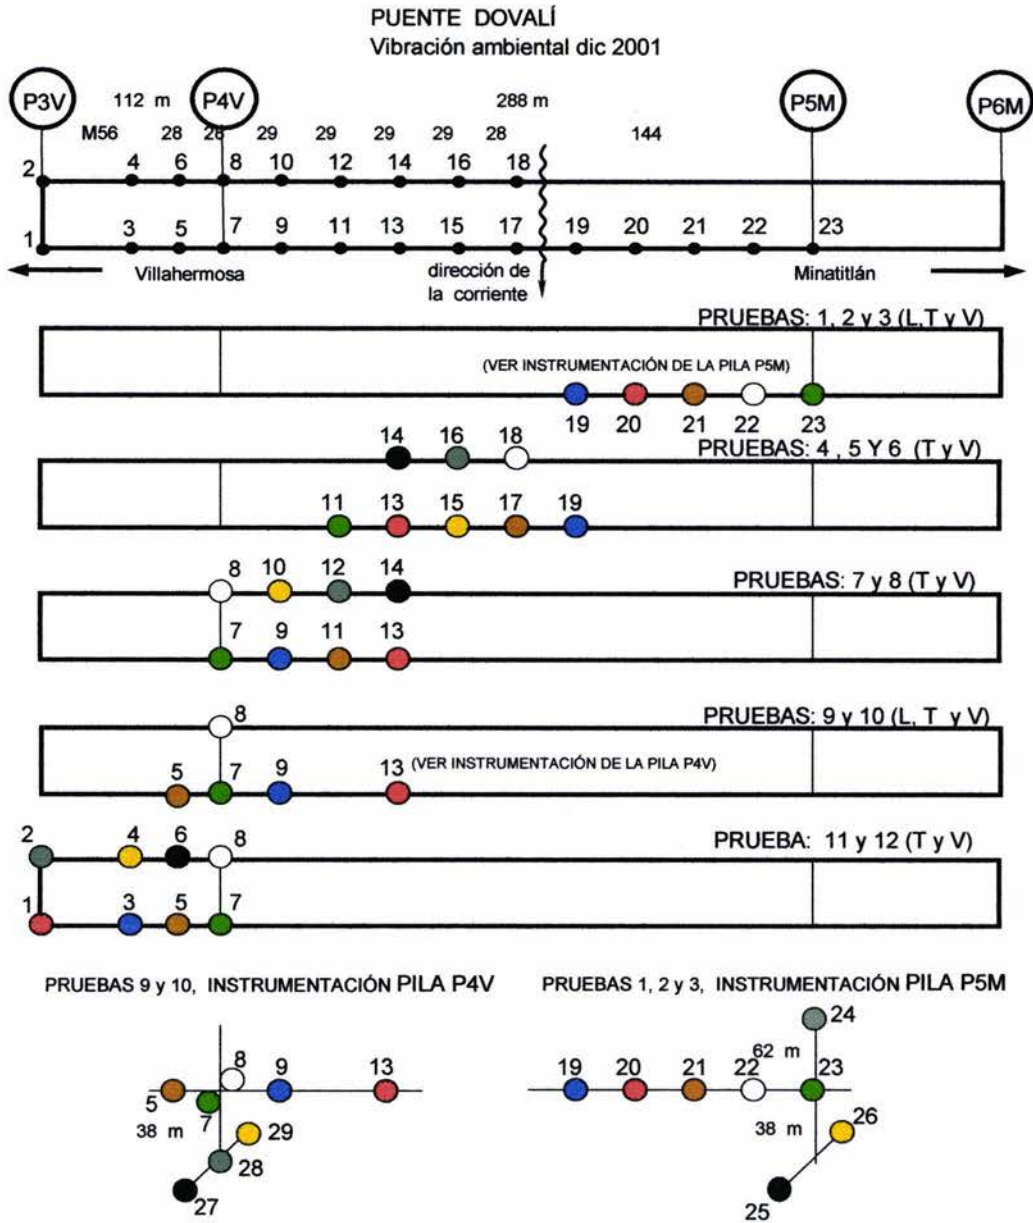 PUENTE DOVALÍ
Vibración ambiental dic 2001
P3V 112 m P4V 288 m P5M P6M
M56 28 28 29 29 29 29 28 144
2 4 6 8 10 12 14 16 18
1 3 5 7 9 11 13 15 17 19 20 21 22 23
Villahermosa dirección de la corriente Minatitlán
PRUEBAS: 1, 2 y 3 (L,T y V)
(VER INSTRUMENTACIÓN DE LA PILA P5M)
19 20 21 22 23
14 16 18 PRUEBAS: 4 , 5 Y 6 (T y V)
11 13 15 17 19
8 10 12 14 PRUEBAS: 7 y 8 (T y V)
7 9 11 13
8 PRUEBAS: 9 y 10 (L, T y V)
5 7 9 13 (VER INSTRUMENTACIÓN DE LA PILA P4V)
2 4 6 8 PRUEBA: 11 y 12 (T y V)
1 3 5 7
PRUEBAS 9 y 10, INSTRUMENTACIÓN PILA P4V
8 9 13
5 7
38 m
29
28
27
PRUEBAS 1, 2 y 3, INSTRUMENTACIÓN PILA P5M
24
62 m
19 20 21 22 23
38 m 26
25